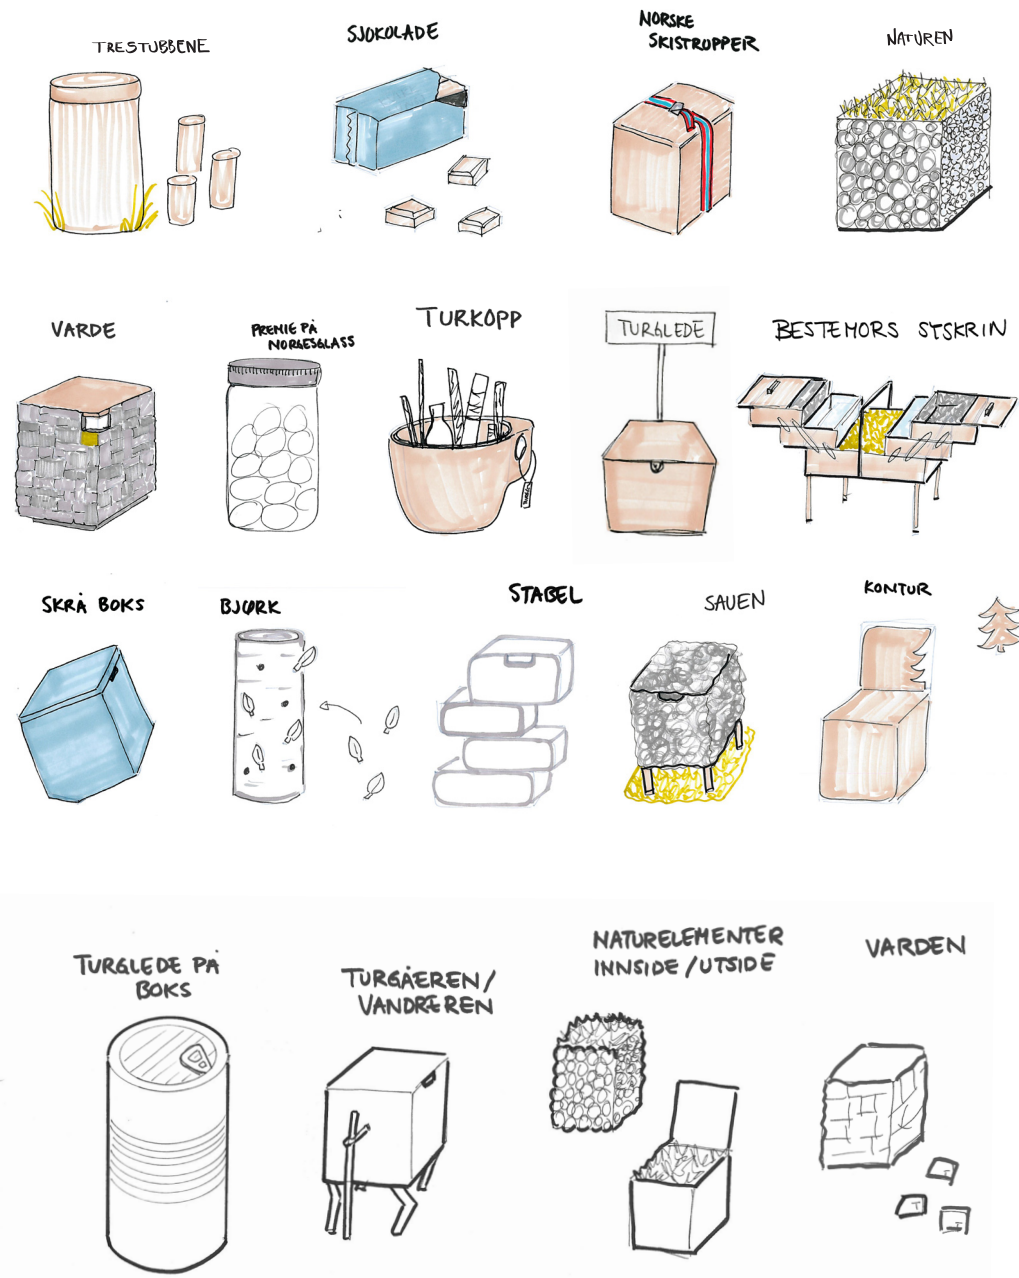 TRESTUBBENE
SJOKOLADE
NORSKE
SKISTROPPER
NATUREN
VARDE
PREMIE PÅ
NORGESGLASS
TURKOPP
TURGLEDE
BESTEMORS SYSKRIN
SKRÅ BOKS
BJØRK
STABEL
SAUEN
KONTUR
TURGLEDE PÅ
BOKS
TURGÅEREN/
VANDREREN
NATURELEMENTER
INNSIDE/UTSIDE
VARDEN
T
T
T